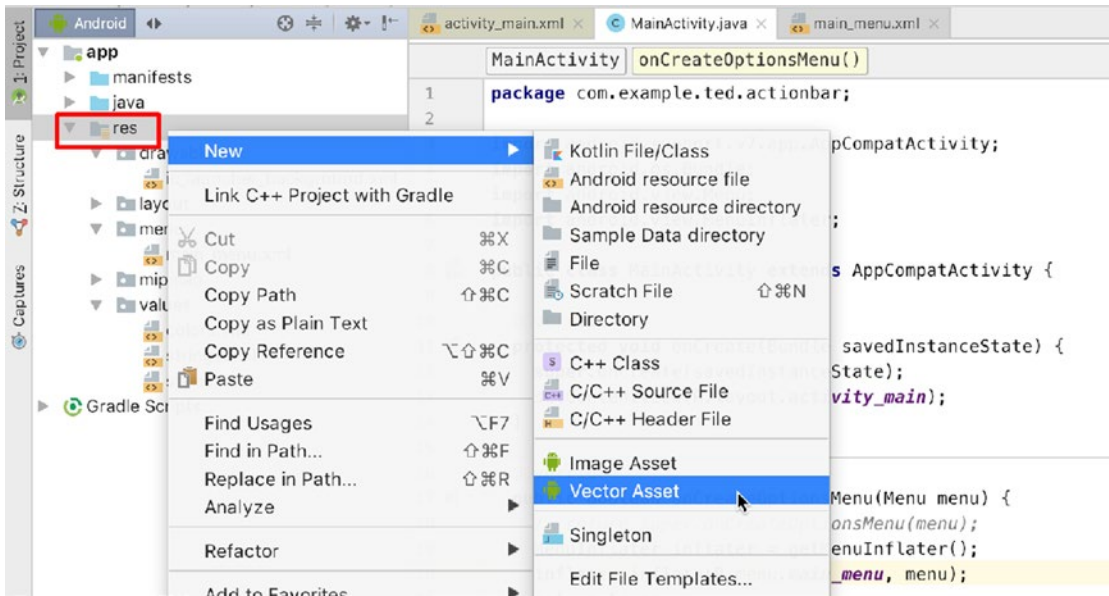 1: Project
Z: Structure
Captures
Android
app
manifests
java
res
layo
mip
Gradle Scr
activity_main.xml
MainActivity.java
main_menu.xml
MainActivity
onCreateOptionsMenu()
1
2
package com.example.ted.actionbar;
pCompatActivity;
s AppCompatActivity {
savedInstanceState) {
State);
vity_main);
Menu(Menu menu) {
onsMenu(menu);
enuInflater();
_menu, menu);
New
Link C++ Project with Gradle
Cut ⌘X
Copy ⌘C
Copy Path ⇧⌘C
Copy as Plain Text
Copy Reference ⌥⇧⌘C
Paste ⌘V
Find Usages ⌥F7
Find in Path... ⇧⌘F
Replace in Path... ⇧⌘R
Analyze
Refactor
Add to Favorites
Kotlin File/Class
Android resource file
Android resource directory
Sample Data directory
File
Scratch File ⇧⌘N
Directory
C++ Class
C/C++ Source File
C/C++ Header File
Image Asset
Vector Asset
Singleton
Edit File Templates...